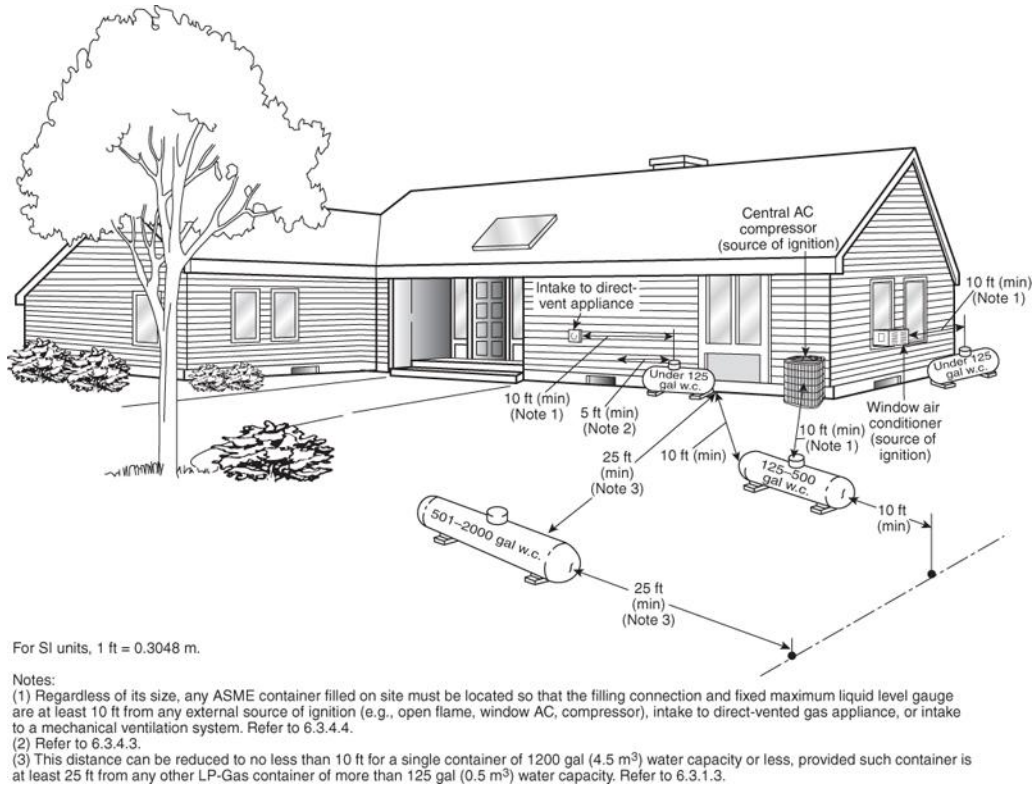 Central AC
compressor
(source of ignition)
10 ft (min)
(Note 1)
Intake to direct-
vent appliance
Under 125
gal w.c.
Under 125
gal w.c.
10 ft (min)
(Note 1)
5 ft (min)
(Note 2)
Window air
conditioner
(source of
ignition)
10 ft (min)
(Note 1)
25 ft
(min)
(Note 3)
10 ft (min)
125–500
gal w.c.
10 ft
(min)
501–2000 gal w.c.
25 ft
(min)
(Note 3)
For SI units, 1 ft = 0.3048 m.
Notes:
(1) Regardless of its size, any ASME container filled on site must be located so that the filling connection and fixed maximum liquid level gauge
are at least 10 ft from any external source of ignition (e.g., open flame, window AC, compressor), intake to direct-vented gas appliance, or intake
to a mechanical ventilation system. Refer to 6.3.4.4.
(2) Refer to 6.3.4.3.
(3) This distance can be reduced to no less than 10 ft for a single container of 1200 gal (4.5 m³) water capacity or less, provided such container is
at least 25 ft from any other LP-Gas container of more than 125 gal (0.5 m³) water capacity. Refer to 6.3.1.3.